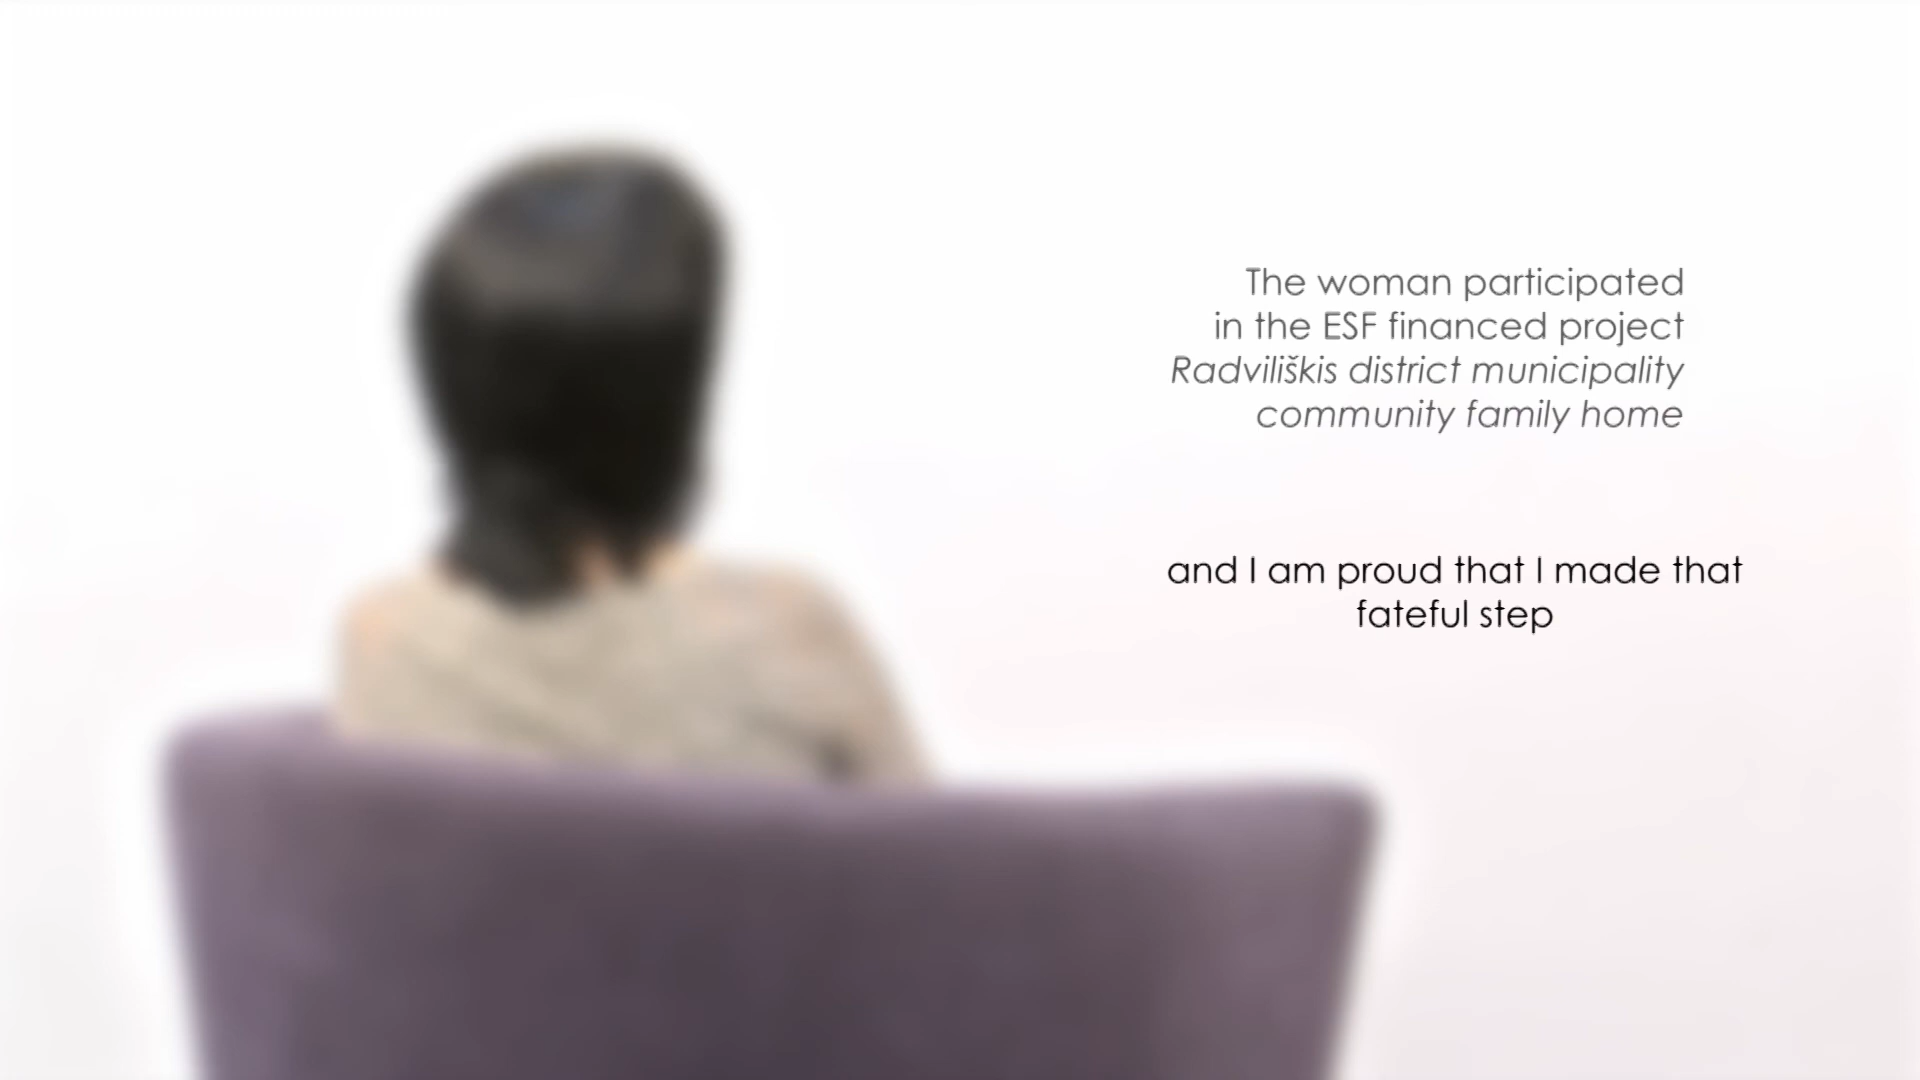 The woman participated
in the ESF financed project
Radviliškis district municipality
community family home
and I am proud that I made that
fateful step